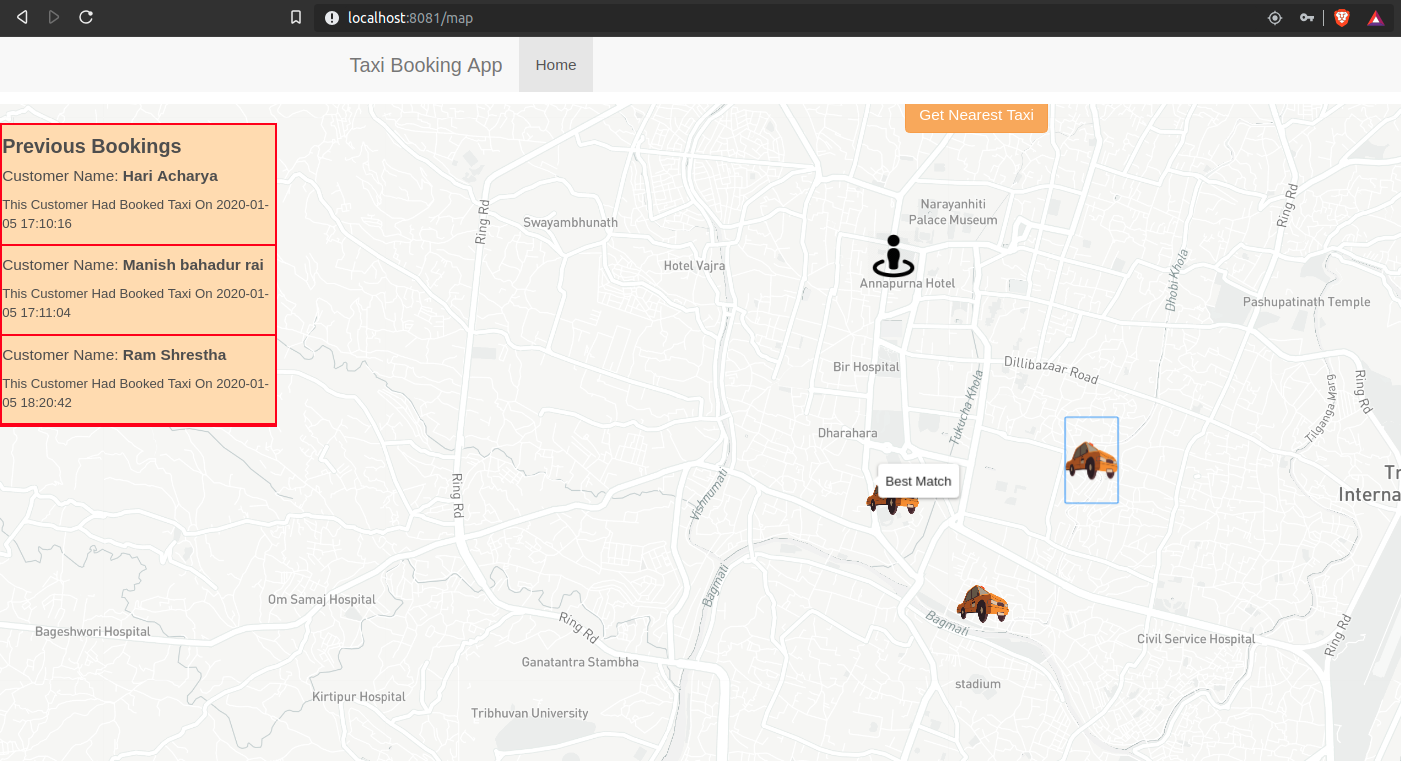 localhost:8081/map
Taxi Booking App
Home
Get Nearest Taxi
Previous Bookings
Customer Name: Hari Acharya
This Customer Had Booked Taxi On 2020-01-
05 17:10:16
Customer Name: Manish bahadur rai
This Customer Had Booked Taxi On 2020-01-
05 17:11:04
Customer Name: Ram Shrestha
This Customer Had Booked Taxi On 2020-01-
05 18:20:42
Ring Rd
Swayambhunath
Narayanhiti
Palace Museum
Ring Rd
Hotel Vajra
Annapurna Hotel
Dhobi Khola
Pashupatinath Temple
Bir Hospital
Dillibazaar Road
Tukucha Khola
Tilganga Marg
Ring Rd
Dharahara
Best Match
Ring Rd
Vishnumati
Tr
Interna
Bagmati
Om Samaj Hospital
Bageshwori Hospital
Ring Rd
Bagmati
Civil Service Hospital
Ring Rd
Ganatantra Stambha
stadium
Kirtipur Hospital
Tribhuvan University